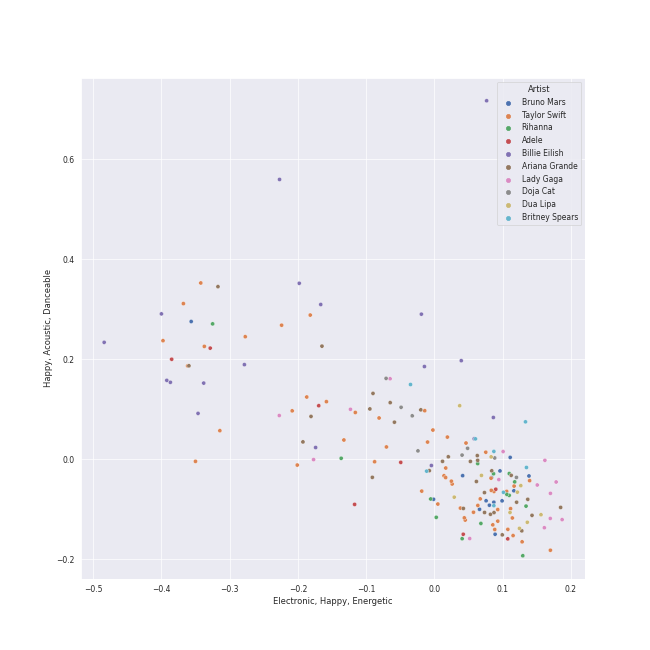 Artist
Bruno Mars
Taylor Swift
Rihanna
Adele
Billie Eilish
Ariana Grande
Lady Gaga
Doja Cat
Dua Lipa
Britney Spears
Happy, Acoustic, Danceable
0.6
0.4
0.2
0.0
−0.2
−0.5 −0.4 −0.3 −0.2 −0.1 0.0 0.1 0.2
Electronic, Happy, Energetic